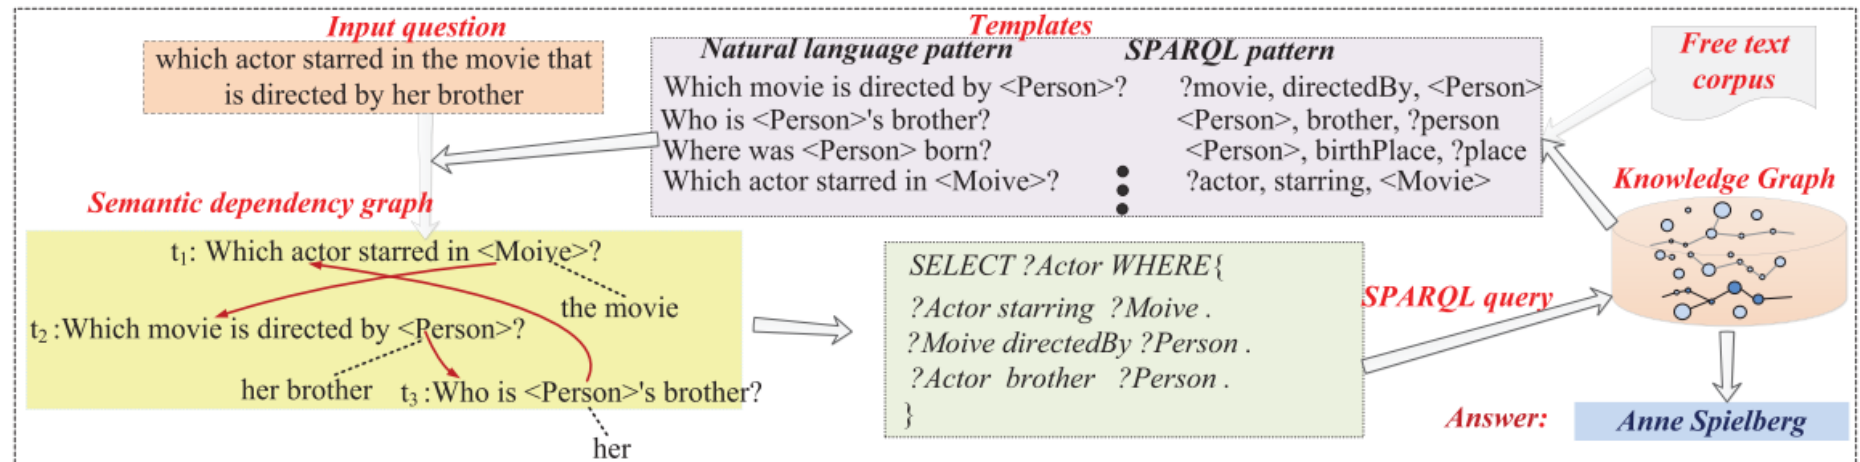 Input question
which actor starred in the movie that
is directed by her brother
Templates
Natural language pattern SPARQL pattern
Which movie is directed by <Person>? ?movie, directedBy, <Person>
Who is <Person>'s brother? <Person>, brother, ?person
Where was <Person> born? <Person>, birthPlace, ?place
Which actor starred in <Moive>? ?actor, starring, <Movie>
Free text
corpus
Knowledge Graph
Semantic dependency graph
t1: Which actor starred in <Moive>?
the movie
t2 :Which movie is directed by <Person>?
her brother
t3 :Who is <Person>'s brother?
her
SELECT ?Actor WHERE{
?Actor starring ?Moive .
?Moive directedBy ?Person .
?Actor brother ?Person .
}
SPARQL query
Answer:
Anne Spielberg